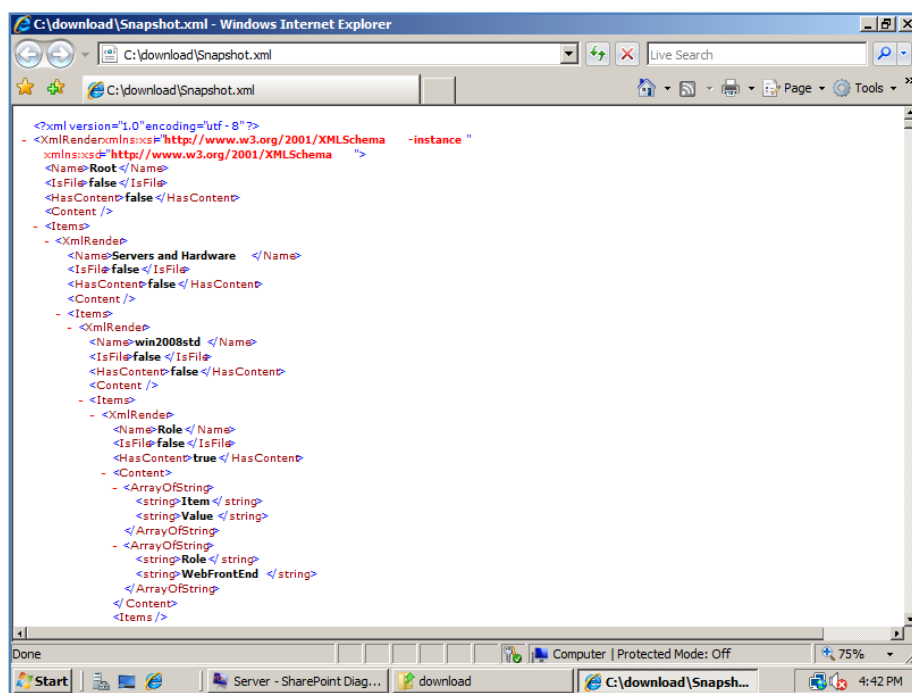 C:\download\Snapshot.xml - Windows Internet Explorer
C:\download\Snapshot.xml
Live Search
C:\download\Snapshot.xml
Page
Tools
»
<?xml version="1.0" encoding="utf - 8" ?>
- <XmlRender xmlns:xsi="http://www.w3.org/2001/XMLSchema -instance "
xmlns:xsd="http://www.w3.org/2001/XMLSchema ">
<Name>Root </Name>
<IsFile>false </IsFile>
<HasContent>false </HasContent>
<Content />
- <Items>
- <XmlRender>
<Name>Servers and Hardware </Name>
<IsFile>false </IsFile>
<HasContent>false </ HasContent>
<Content />
- <Items>
- <XmlRender>
<Name>win2008std </Name>
<IsFile>false </IsFile>
<HasContent>false </HasContent>
<Content />
- <Items>
- <XmlRender>
<Name>Role </ Name>
<IsFile>false </IsFile>
<HasContent>true </ HasContent>
- <Content>
- <ArrayOfString>
<string>Item </ string>
<string>Value </string>
</ArrayOfString>
- <ArrayOfString>
<string>Role </ string>
<string>WebFrontEnd </string>
</ArrayOfString>
</ Content>
<Items />
Done
Computer | Protected Mode: Off
75%
Start
Server - SharePoint Diag...
download
C:\download\Snapsh...
4:42 PM